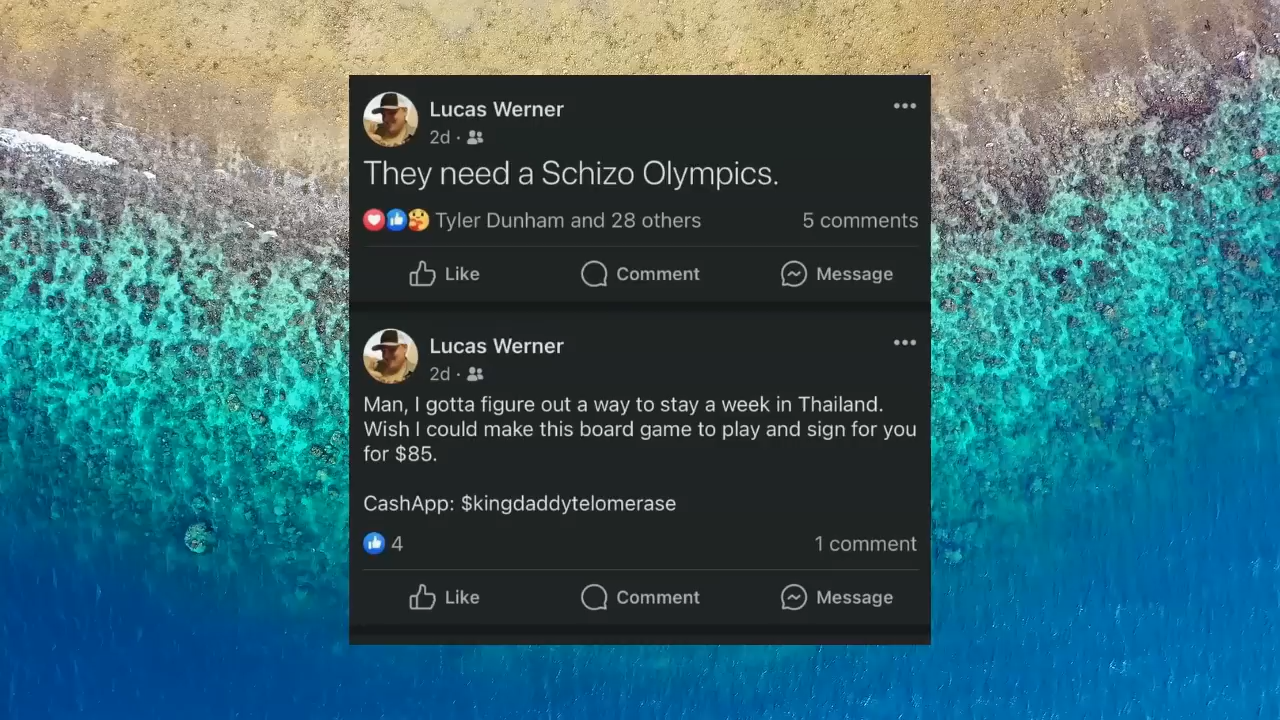 Lucas Werner
2d ·
They need a Schizo Olympics.
Tyler Dunham and 28 others 5 comments
Like Comment Message
Lucas Werner
2d ·
Man, I gotta figure out a way to stay a week in Thailand.
Wish I could make this board game to play and sign for you
for $85.
CashApp: $kingdaddytelomerase
4 1 comment
Like Comment Message